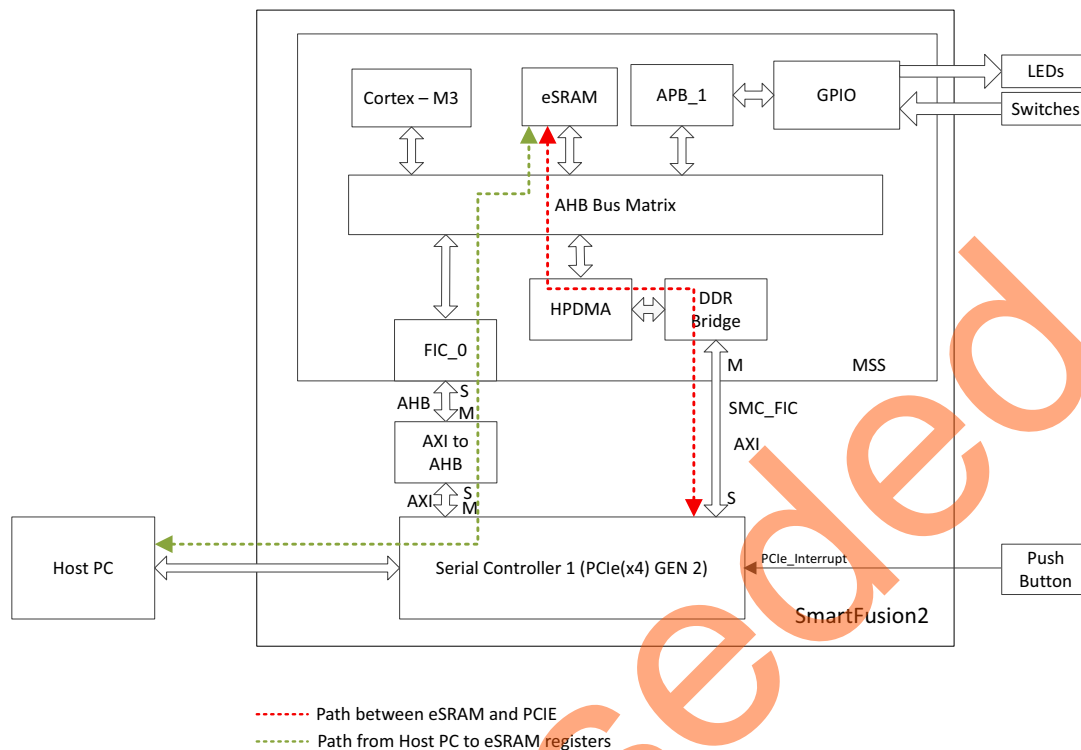 LEDs
Cortex – M3
eSRAM
APB_1
GPIO
Switches
AHB Bus Matrix
HPDMA
DDR
Bridge
FIC_0
M
MSS
AHB
S
M
SMC_FIC
AXI to
AHB
AXI
AXI
S
M
S
Host PC
Serial Controller 1 (PCIe(x4) GEN 2)
PCIe_Interrupt
Push
Button
SmartFusion2
Path between eSRAM and PCIE
Path from Host PC to eSRAM registers